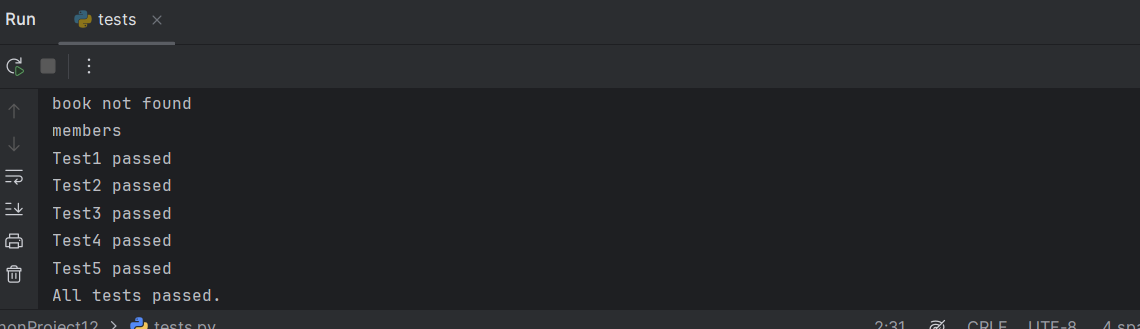 Run tests
book not found
members
Test1 passed
Test2 passed
Test3 passed
Test4 passed
Test5 passed
All tests passed.
tests.py 2:31 CRLF UTF-8